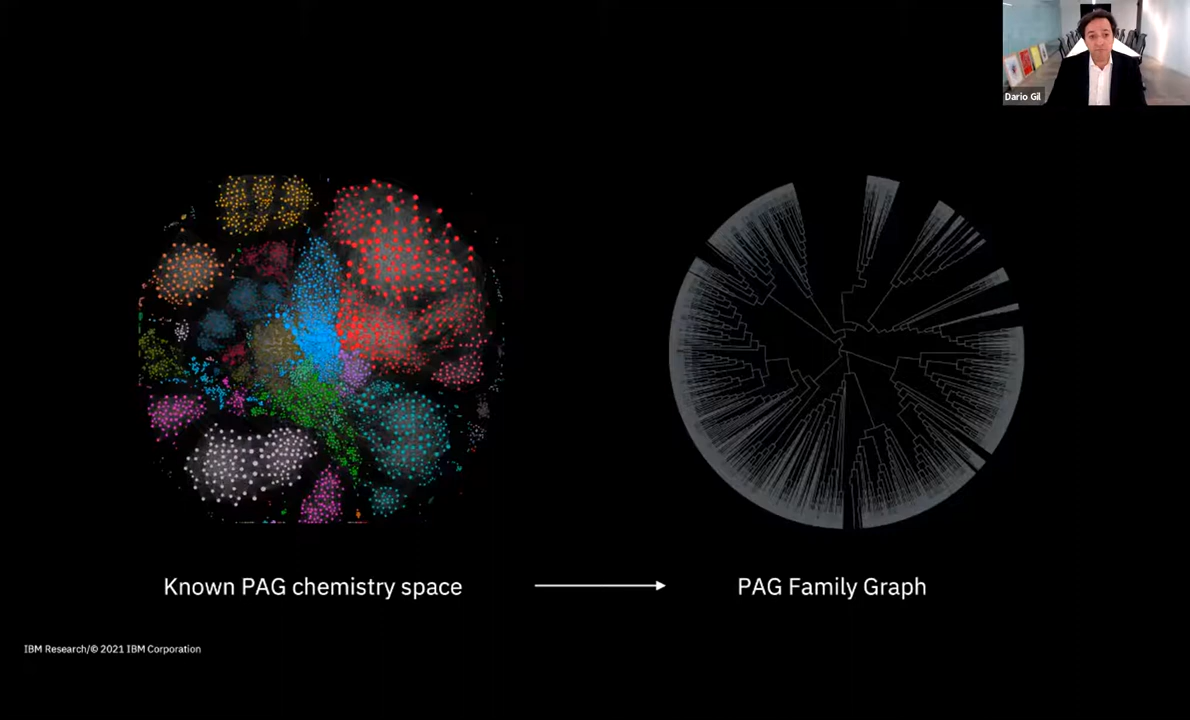 Dario Gil
Known PAG chemistry space
PAG Family Graph
IBM Research/© 2021 IBM Corporation